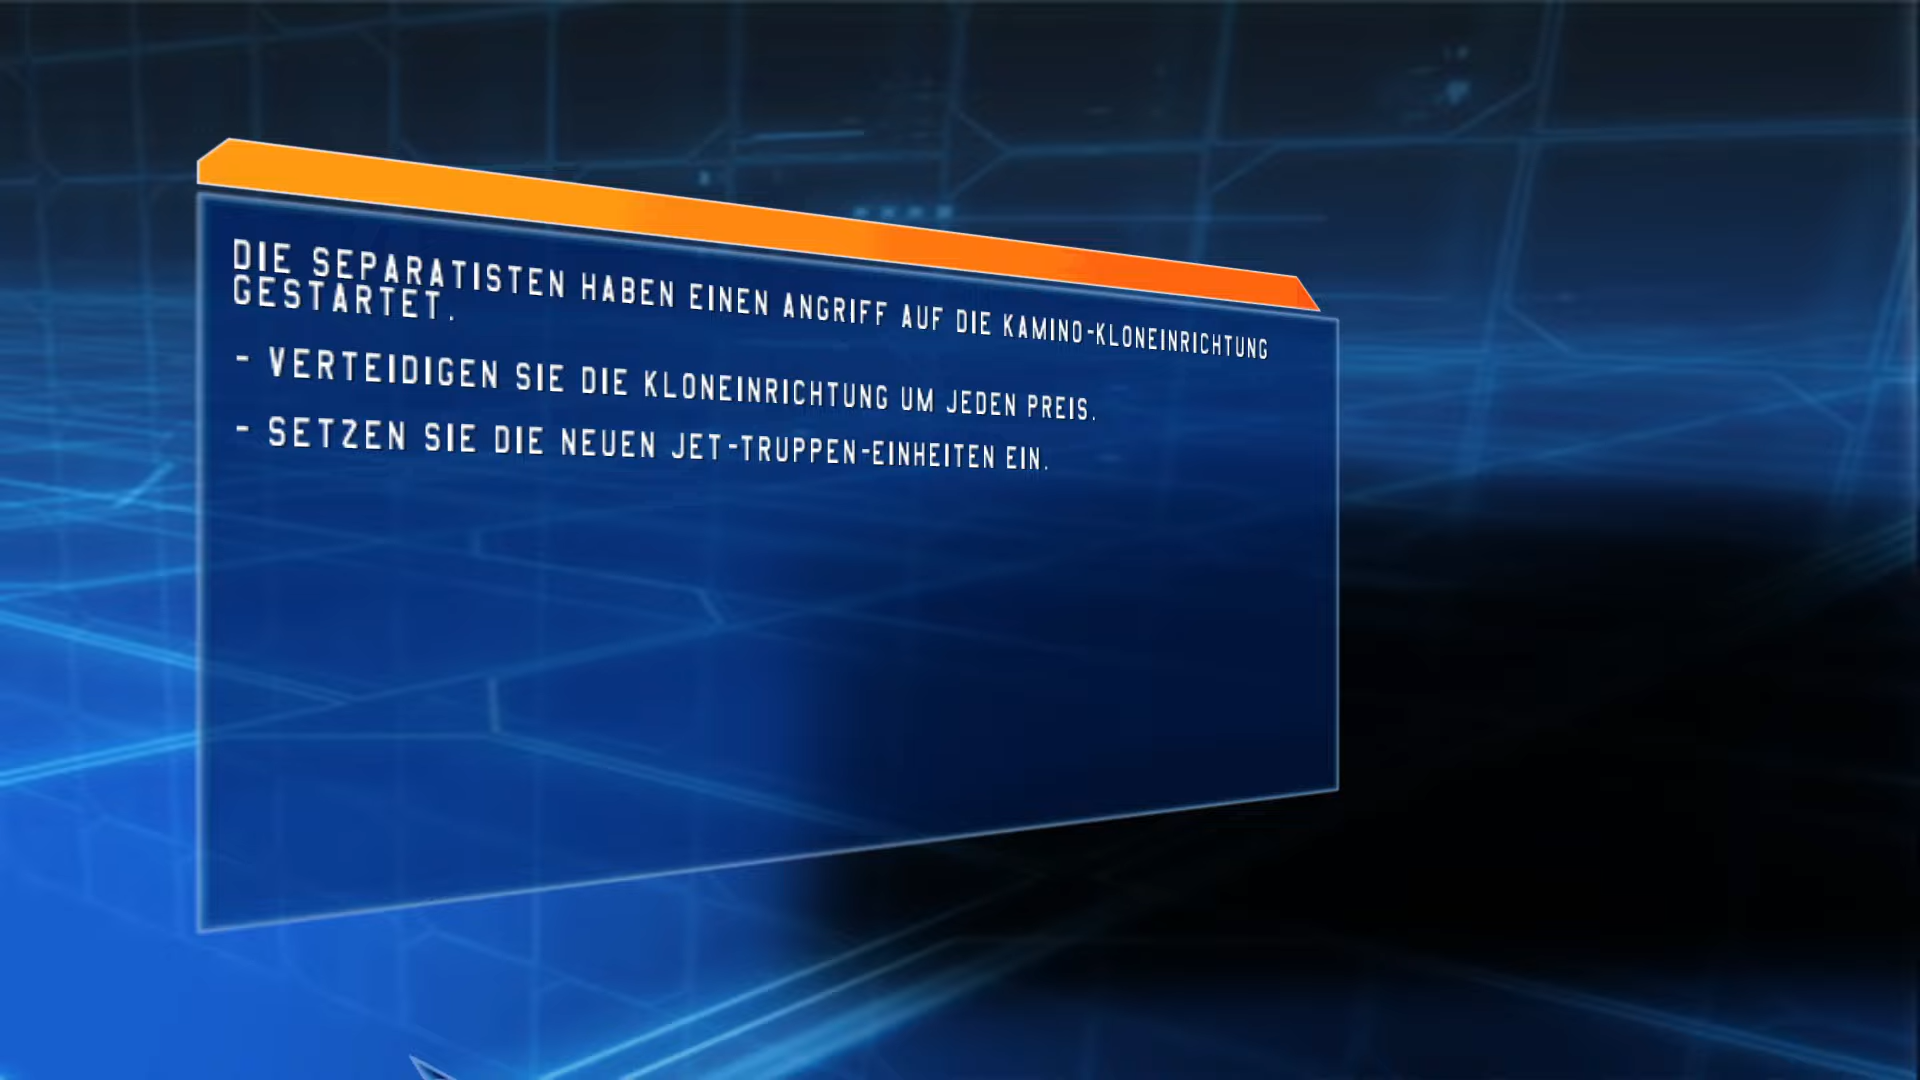 DIE SEPARATISTEN HABEN EINEN ANGRIFF AUF DIE KAMINO-KLONEINRICHTUNG
GESTARTET.
- VERTEIDIGEN SIE DIE KLONEINRICHTUNG UM JEDEN PREIS.
- SETZEN SIE DIE NEUEN JET-TRUPPEN-EINHEITEN EIN.